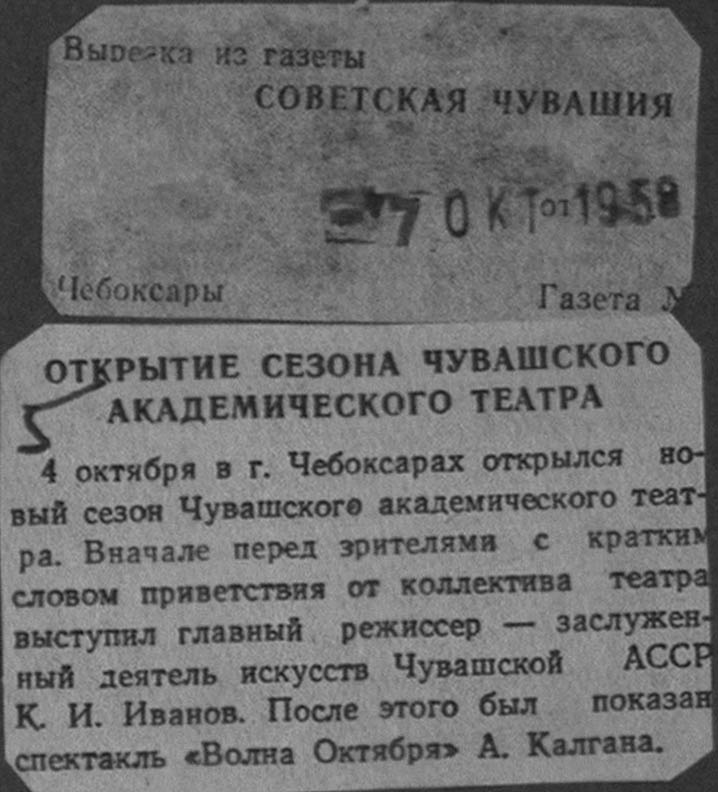 Вырезка из газеты
СОВЕТСКАЯ ЧУВАШИЯ
7 ОКТ от 1958
Чебоксары Газета №
ОТКРЫТИЕ СЕЗОНА ЧУВАШСКОГО
АКАДЕМИЧЕСКОГО ТЕАТРА
4 октября в г. Чебоксарах открылся но-
вый сезон Чувашского академического теат-
ра. Вначале перед зрителями с кратким
словом приветствия от коллектива театра
выступил главный режиссер — заслужен-
ный деятель искусств Чувашской АССР
К. И. Иванов. После этого был показан
спектакль «Волна Октября» А. Калгана.